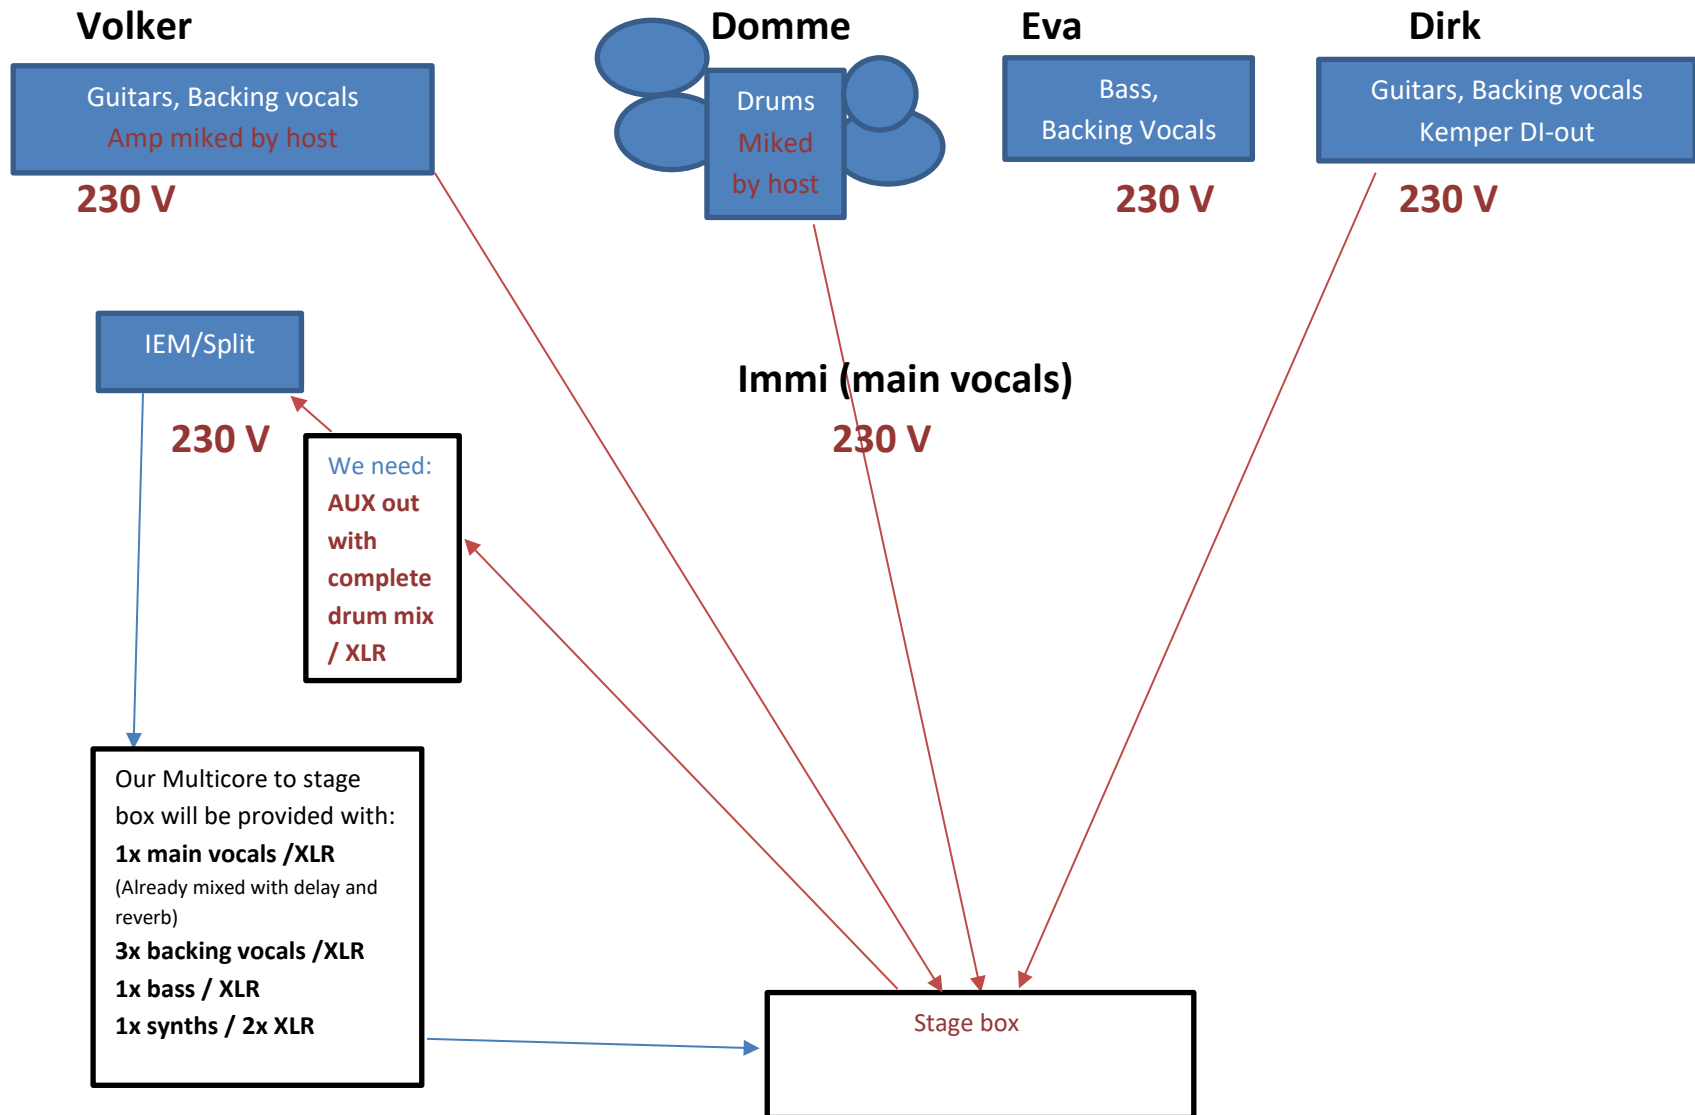 Volker
Domme
Eva
Dirk
Guitars, Backing vocals
Amp miked by host
Drums
Miked
by host
Bass,
Backing Vocals
Guitars, Backing vocals
Kemper DI-out
230 V
230 V
230 V
IEM/Split
Immi (main vocals)
230 V
230 V
We need:
AUX out
with
complete
drum mix
/ XLR
Our Multicore to stage
box will be provided with:
1x main vocals /XLR
(Already mixed with delay and
reverb)
3x backing vocals /XLR
1x bass / XLR
1x synths / 2x XLR
Stage box